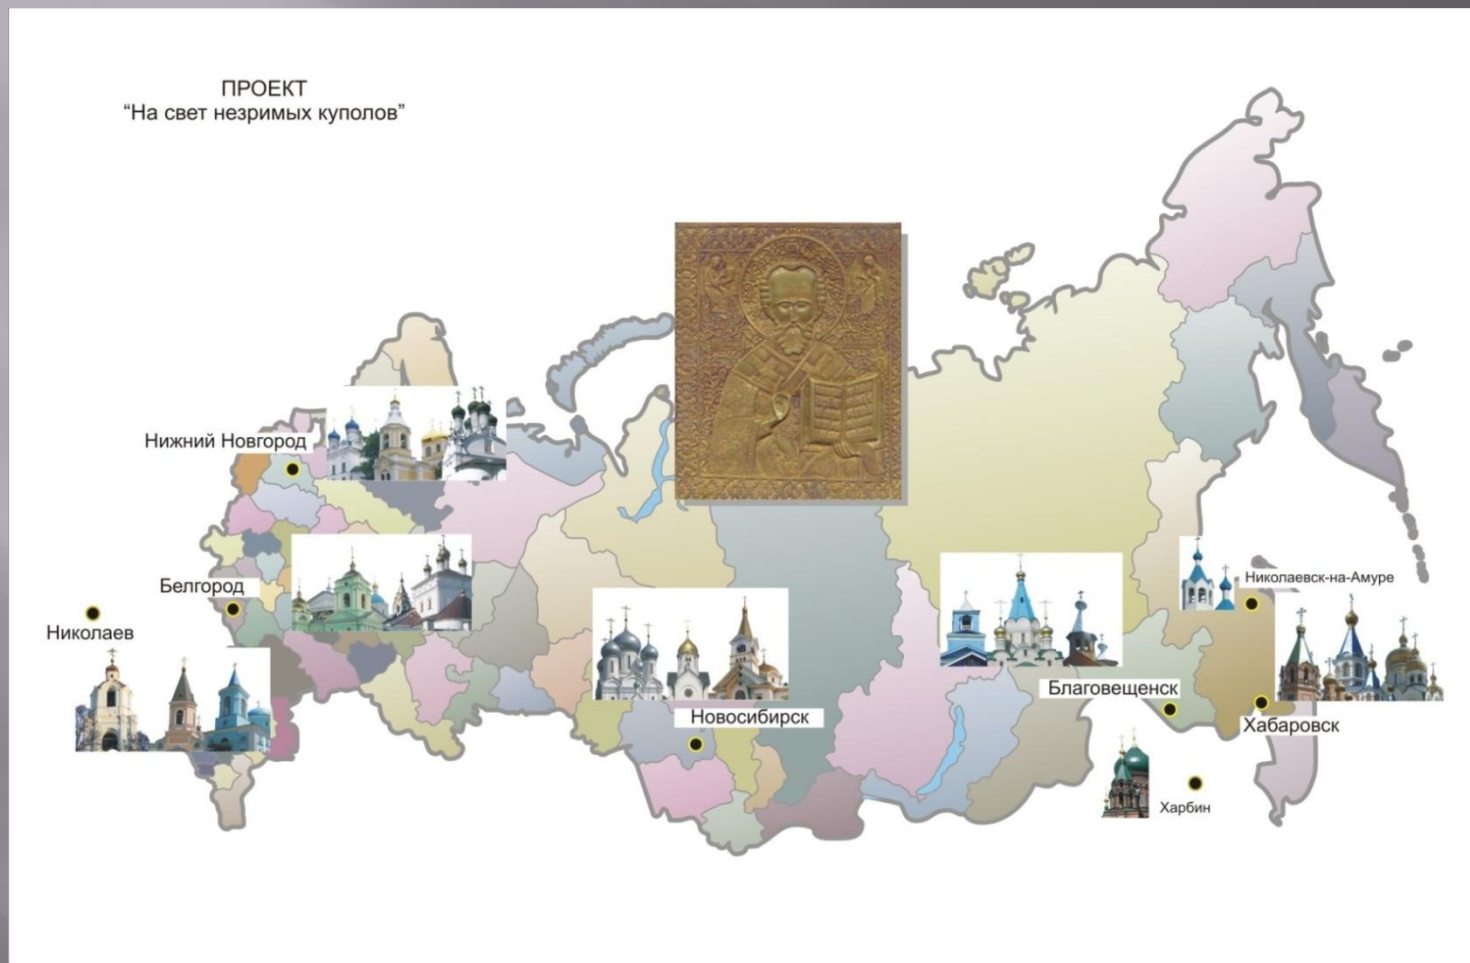 ПРОЕКТ
“На свет незримых куполов”
Нижний Новгород
Белгород
Николаев
Новосибирск
Благовещенск
Николаевск-на-Амуре
Хабаровск
Харбин